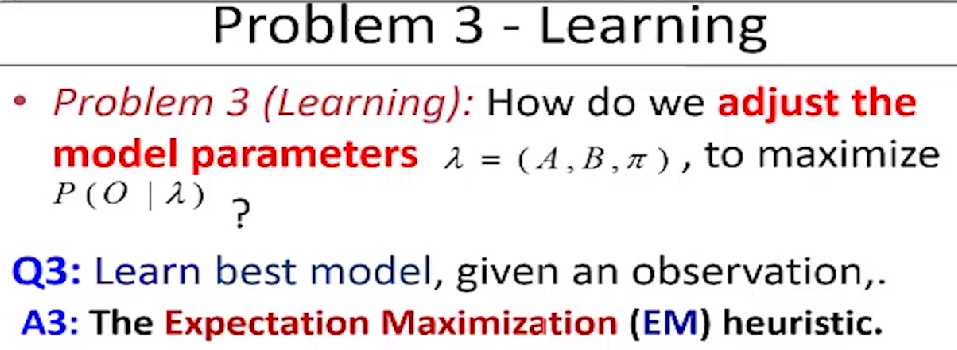 Problem 3 - Learning
• Problem 3 (Learning): How do we adjust the
model parameters λ = ( A , B , π ) , to maximize
P ( O | λ ) ?
Q3: Learn best model, given an observation,.
A3: The Expectation Maximization (EM) heuristic.